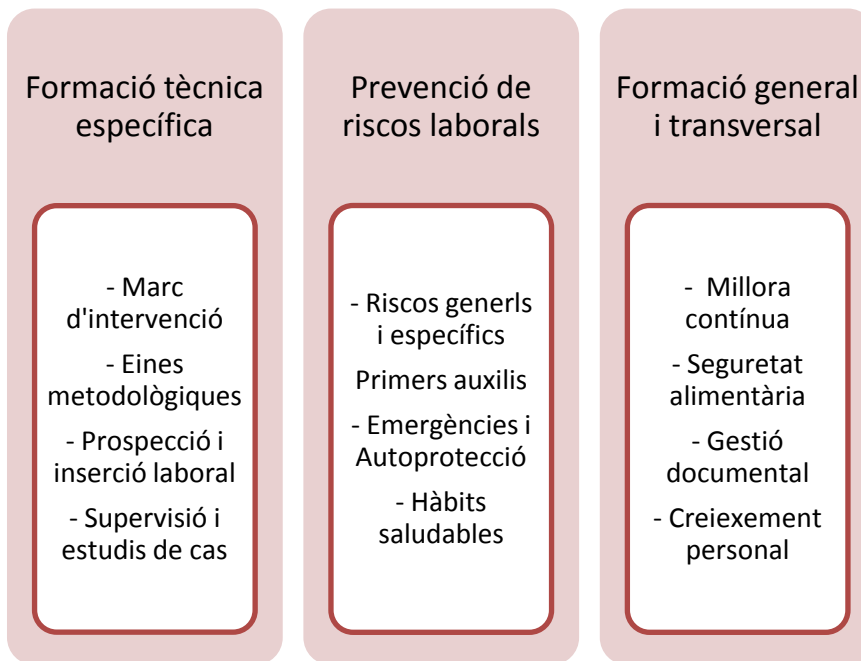 Formació tècnica
específica
- Marc
d'intervenció
- Eines
metodològiques
- Prospecció i
inserció laboral
- Supervisió i
estudis de cas
Prevenció de
riscos laborals
- Riscos generls
i específics
Primers auxilis
- Emergències i
Autoprotecció
- Hàbits
saludables
Formació general
i transversal
- Millora
contínua
- Seguretat
alimentària
- Gestió
documental
- Creiexement
personal